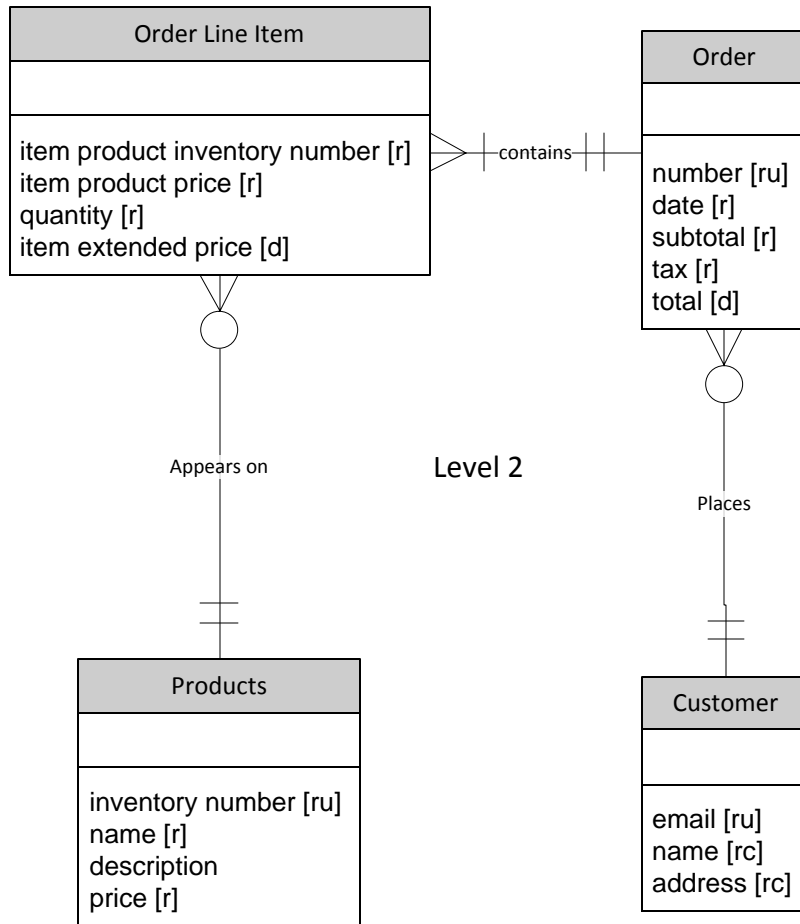 Order Line Item
item product inventory number [r]
item product price [r]
quantity [r]
item extended price [d]
contains
Order
number [ru]
date [r]
subtotal [r]
tax [r]
total [d]
Appears on
Level 2
Places
Products
inventory number [ru]
name [r]
description
price [r]
Customer
email [ru]
name [rc]
address [rc]